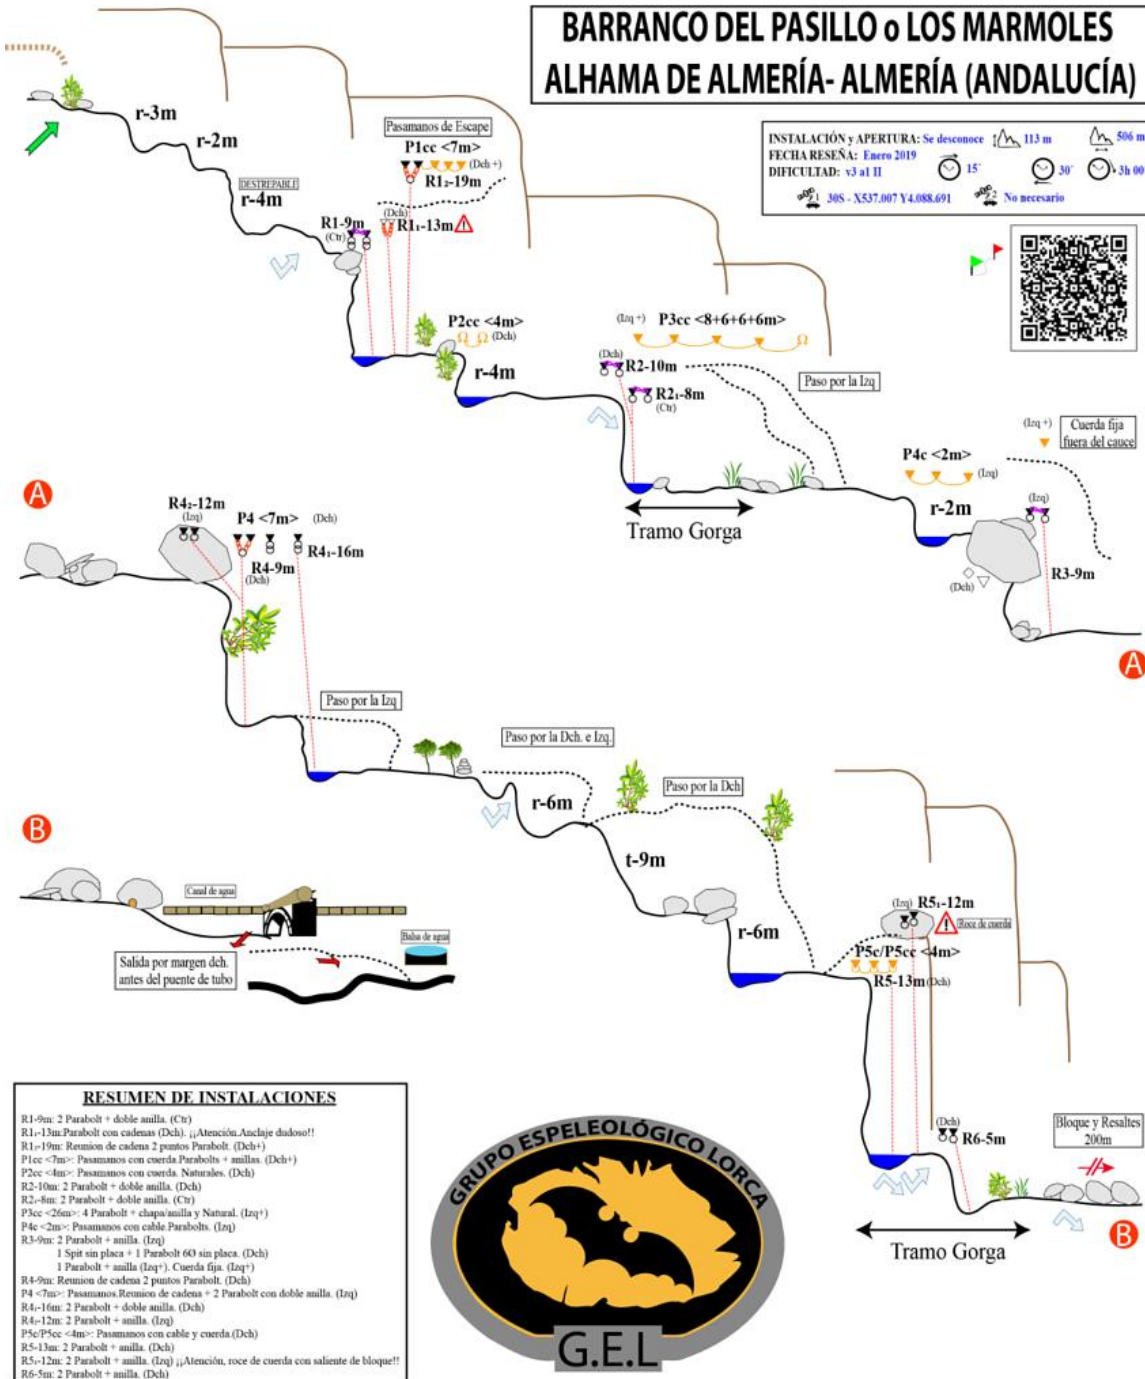 BARRANCO DEL PASILLO o LOS MARMOLES
ALHAMA DE ALMERÍA- ALMERÍA (ANDALUCÍA)
INSTALACIÓN y APERTURA: Se desconoce
113 m
506 m
FECHA RESEÑA: Enero 2019
15´
30´
3h 00
DIFICULTAD: v3 a1 II
1 30S - X537.007 Y4.088.691
2 No necesario
r-3m
r-2m
DESTREPABLE
r-4m
Pasamanos de Escape
P1cc <7m>
(Dch +)
R1₂-19m
R1-9m
(Ctr)
(Dch)
R1₁-13m
P2cc <4m>
(Dch)
r-4m
(Izq +)
P3cc <8+6+6+6m>
(Dch)
R2-10m
R2₁-8m
(Ctr)
Paso por la Izq
Tramo Gorga
P4c <2m>
(Izq)
r-2m
(Izq +)
Cuerda fija
fuera del cauce
(Izq)
R3-9m
(Dch)
A
A
R4₂-12m
(Izq)
P4 <7m>
(Dch)
R4-9m
(Dch)
R4₁-16m
Paso por la Izq
Paso por la Dch. e Izq.
r-6m
Paso por la Dch
t-9m
r-6m
B
Canal de agua
Balsa de agua
Salida por margen dch.
antes del puente de tubo
(Izq)
R5₁-12m
Roce de cuerda
P5c/P5cc <4m>
R5-13m
(Dch)
(Dch)
R6-5m
Bloque y Resaltes
200m
B
Tramo Gorga
RESUMEN DE INSTALACIONES
R1-9m: 2 Parabolt + doble anilla. (Ctr)
R1₁-13m:Parabolt con cadenas (Dch). ¡¡Atención.Anclaje dudoso!!
R1₂-19m: Reunion de cadena 2 puntos Parabolt. (Dch+)
P1cc <7m>: Pasamanos con cuerda.Parabolts + anillas. (Dch+)
P2cc <4m>: Pasamanos con cuerda. Naturales. (Dch)
R2-10m: 2 Parabolt + doble anilla. (Dch)
R2₁-8m: 2 Parabolt + doble anilla. (Ctr)
P3cc <26m>: 4 Parabolt + chapa/anilla y Natural. (Izq+)
P4c <2m>: Pasamanos con cable.Parabolts. (Izq)
R3-9m: 2 Parabolt + anilla. (Izq)
1 Spit sin placa + 1 Parabolt 6Ø sin placa. (Dch)
1 Parabolt + anilla (Izq+). Cuerda fija. (Izq+)
R4-9m: Reunion de cadena 2 puntos Parabolt. (Dch)
P4 <7m>: Pasamanos.Reunion de cadena + 2 Parabolt con doble anilla. (Izq)
R4₁-16m: 2 Parabolt + doble anilla. (Dch)
R4₂-12m: 2 Parabolt + anilla. (Izq)
P5c/P5cc <4m>: Pasamanos con cable y cuerda.(Dch)
R5-13m: 2 Parabolt + anilla. (Dch)
R5₁-12m: 2 Parabolt + anilla. (Izq) ¡¡Atención, roce de cuerda con saliente de bloque!!
R6-5m: 2 Parabolt + anilla. (Dch)
GRUPO ESPELEOLÓGICO LORCA
G.E.L